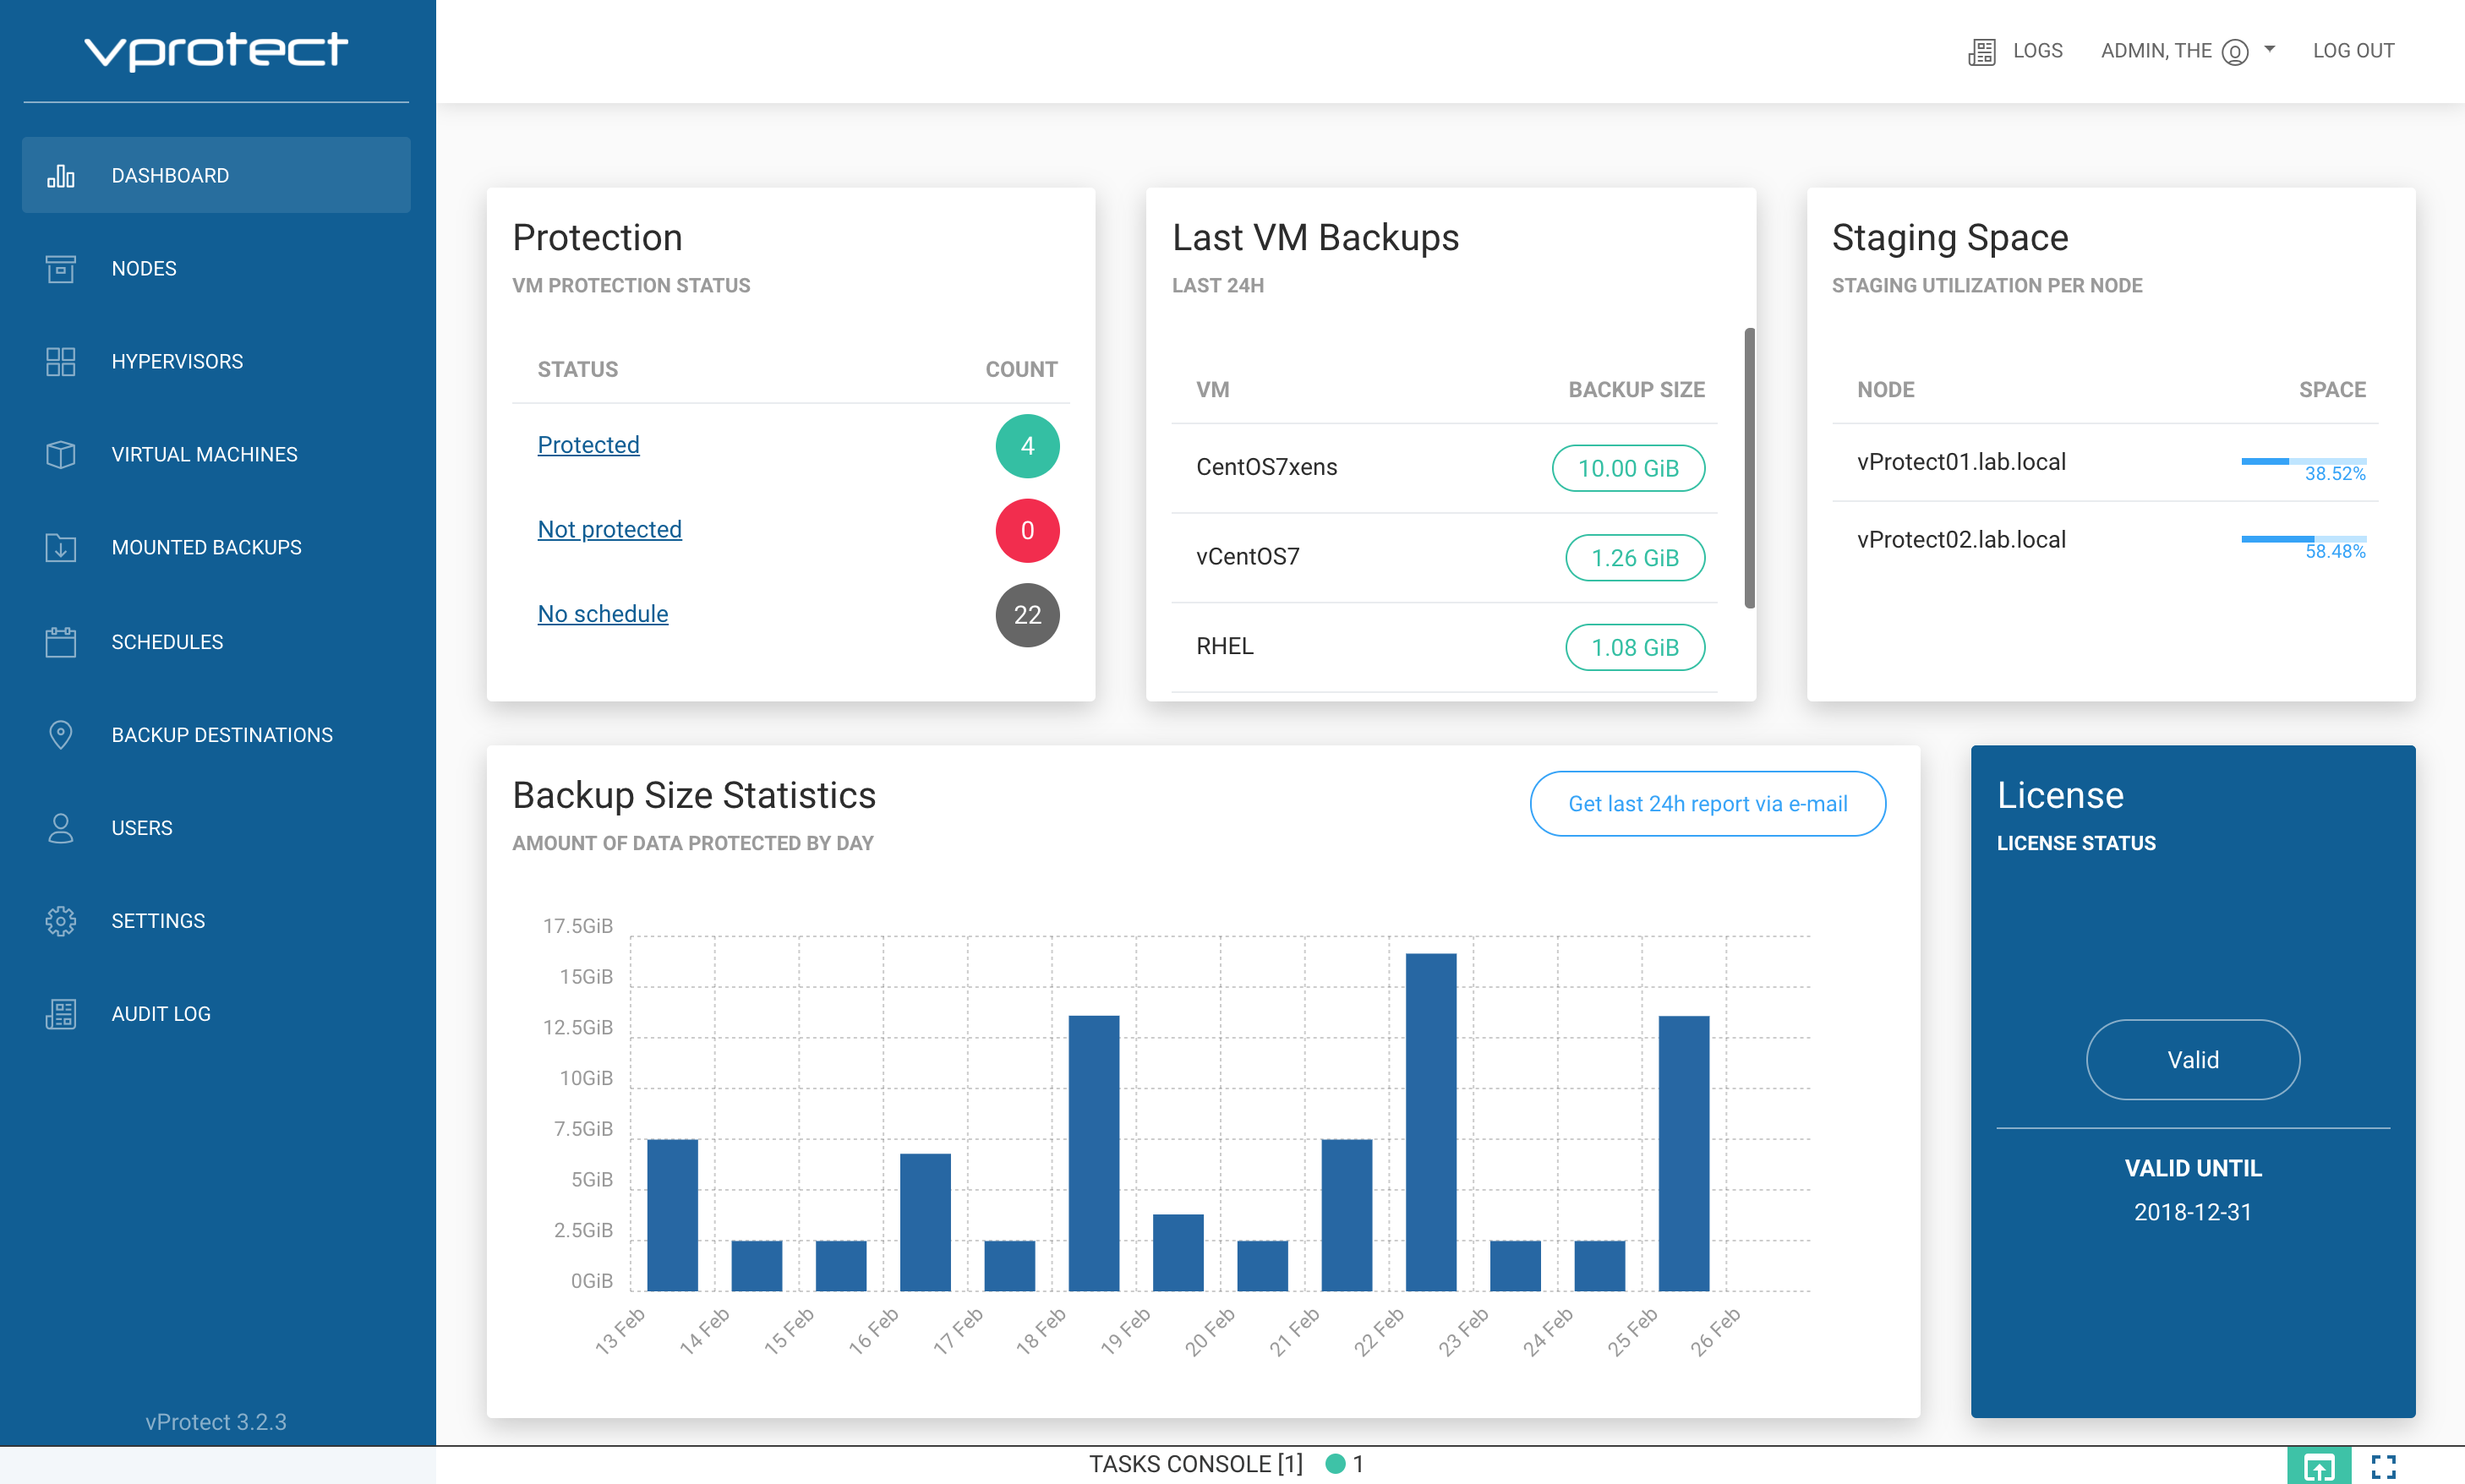 vprotect
LOGS
ADMIN, THE
LOG OUT
DASHBOARD
NODES
HYPERVISORS
VIRTUAL MACHINES
MOUNTED BACKUPS
SCHEDULES
BACKUP DESTINATIONS
USERS
SETTINGS
AUDIT LOG
vProtect 3.2.3
Protection
VM PROTECTION STATUS
STATUS COUNT
Protected 4
Not protected 0
No schedule 22
Last VM Backups
LAST 24H
VM BACKUP SIZE
CentOS7xens 10.00 GiB
vCentOS7 1.26 GiB
RHEL 1.08 GiB
Staging Space
STAGING UTILIZATION PER NODE
NODE SPACE
vProtect01.lab.local 38.52%
vProtect02.lab.local 58.48%
Backup Size Statistics
AMOUNT OF DATA PROTECTED BY DAY
Get last 24h report via e-mail
17.5GiB
15GiB
12.5GiB
10GiB
7.5GiB
5GiB
2.5GiB
0GiB
13 Feb 14 Feb 15 Feb 16 Feb 17 Feb 18 Feb 19 Feb 20 Feb 21 Feb 22 Feb 23 Feb 24 Feb 25 Feb 26 Feb
License
LICENSE STATUS
Valid
VALID UNTIL
2018-12-31
TASKS CONSOLE [1] 1